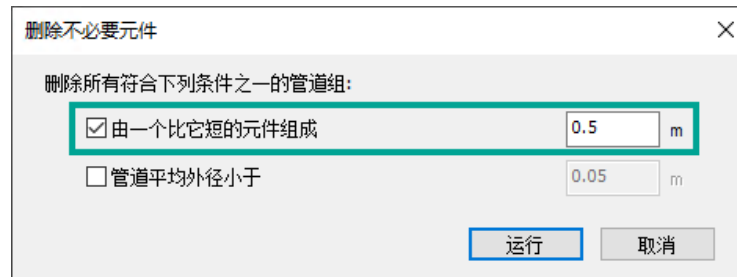 删除不必要元件
删除所有符合下列条件之一的管道组:
由一个比它短的元件组成 0.5 m
管道平均外径小于 0.05 m
运行 取消